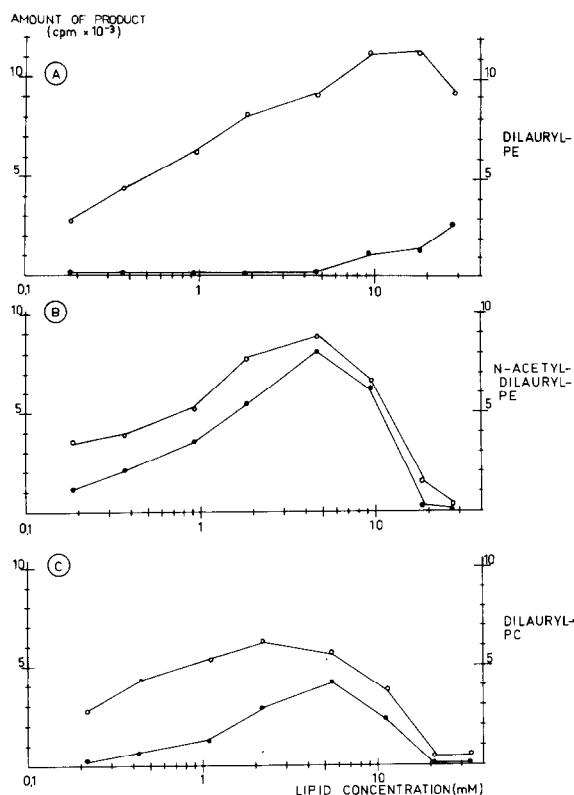 AMOUNT OF PRODUCT
(cpm ×10⁻³)
A
10
5
10
5
DILAURYL-
PE
0,1
1
10
B
10
5
10
5
N-ACETYL-
DILAURYL-
PE
0,1
1
10
C
10
5
10
5
DILAURYL-
PC
0,1
1
10
LIPID CONCENTRATION(mM)